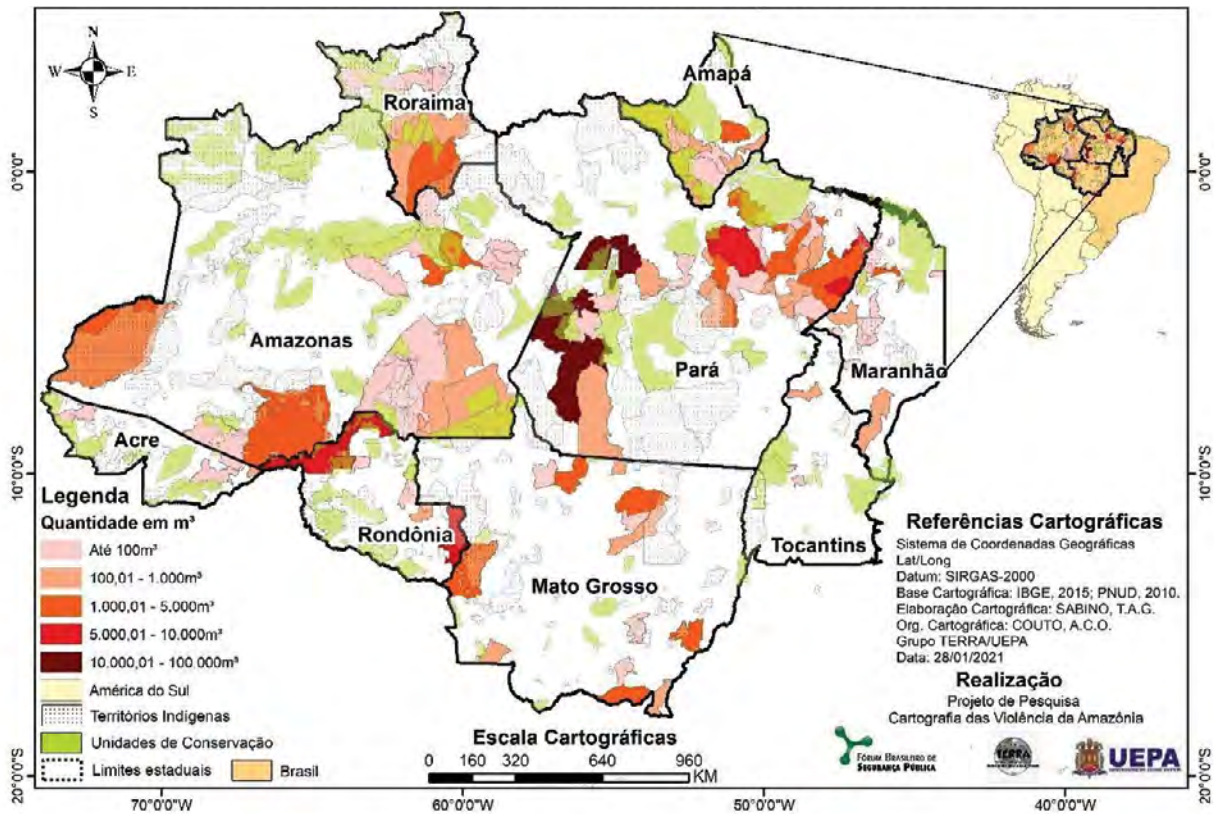 N
W E
S
Roraima
Amapá
Amazonas
Pará
Maranhão
Acre
Rondônia
Mato Grosso
Tocantins
0°0'0"
10°0'0"S
20°0'0"S
0°0'0"
10°0'0"S
20°0'0"S
70°0'0"W
60°0'0"W
50°0'0"W
40°0'0"W
Legenda
Quantidade em m³
Até 100m³
100,01 - 1.000m³
1.000,01 - 5.000m³
5.000,01 - 10.000m³
10.000,01 - 100.000m³
América do Sul
Territórios Indígenas
Unidades de Conservação
Limites estaduais Brasil
Escala Cartográficas
0 160 320 640 960
KM
Referências Cartográficas
Sistema de Coordenadas Geográficas
Lat/Long
Datum: SIRGAS-2000
Base Cartográfica: IBGE, 2015; PNUD, 2010.
Elaboração Cartográfica: SABINO, T.A.G.
Org. Cartográfica: COUTO, A.C.O.
Grupo TERRA/UEPA
Data: 28/01/2021
Realização
Projeto de Pesquisa
Cartografia das Violência da Amazônia
FÓRUM BRASILEIRO DE
SEGURANÇA PÚBLICA
TERRA
UEPA